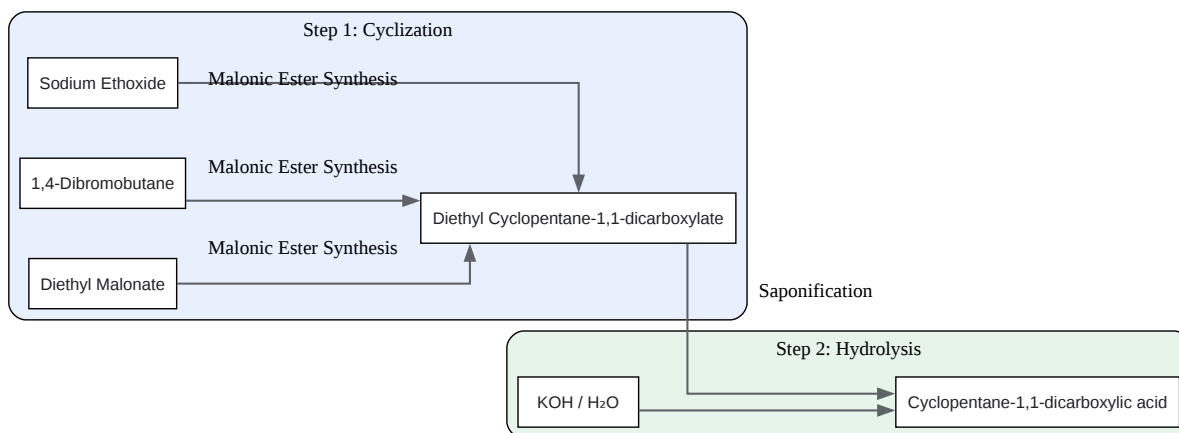 Step 1: Cyclization
Sodium Ethoxide
Malonic Ester Synthesis
1,4-Dibromobutane
Malonic Ester Synthesis
Diethyl Cyclopentane-1,1-dicarboxylate
Malonic Ester Synthesis
Diethyl Malonate
Saponification
Step 2: Hydrolysis
KOH / H₂O
Cyclopentane-1,1-dicarboxylic acid